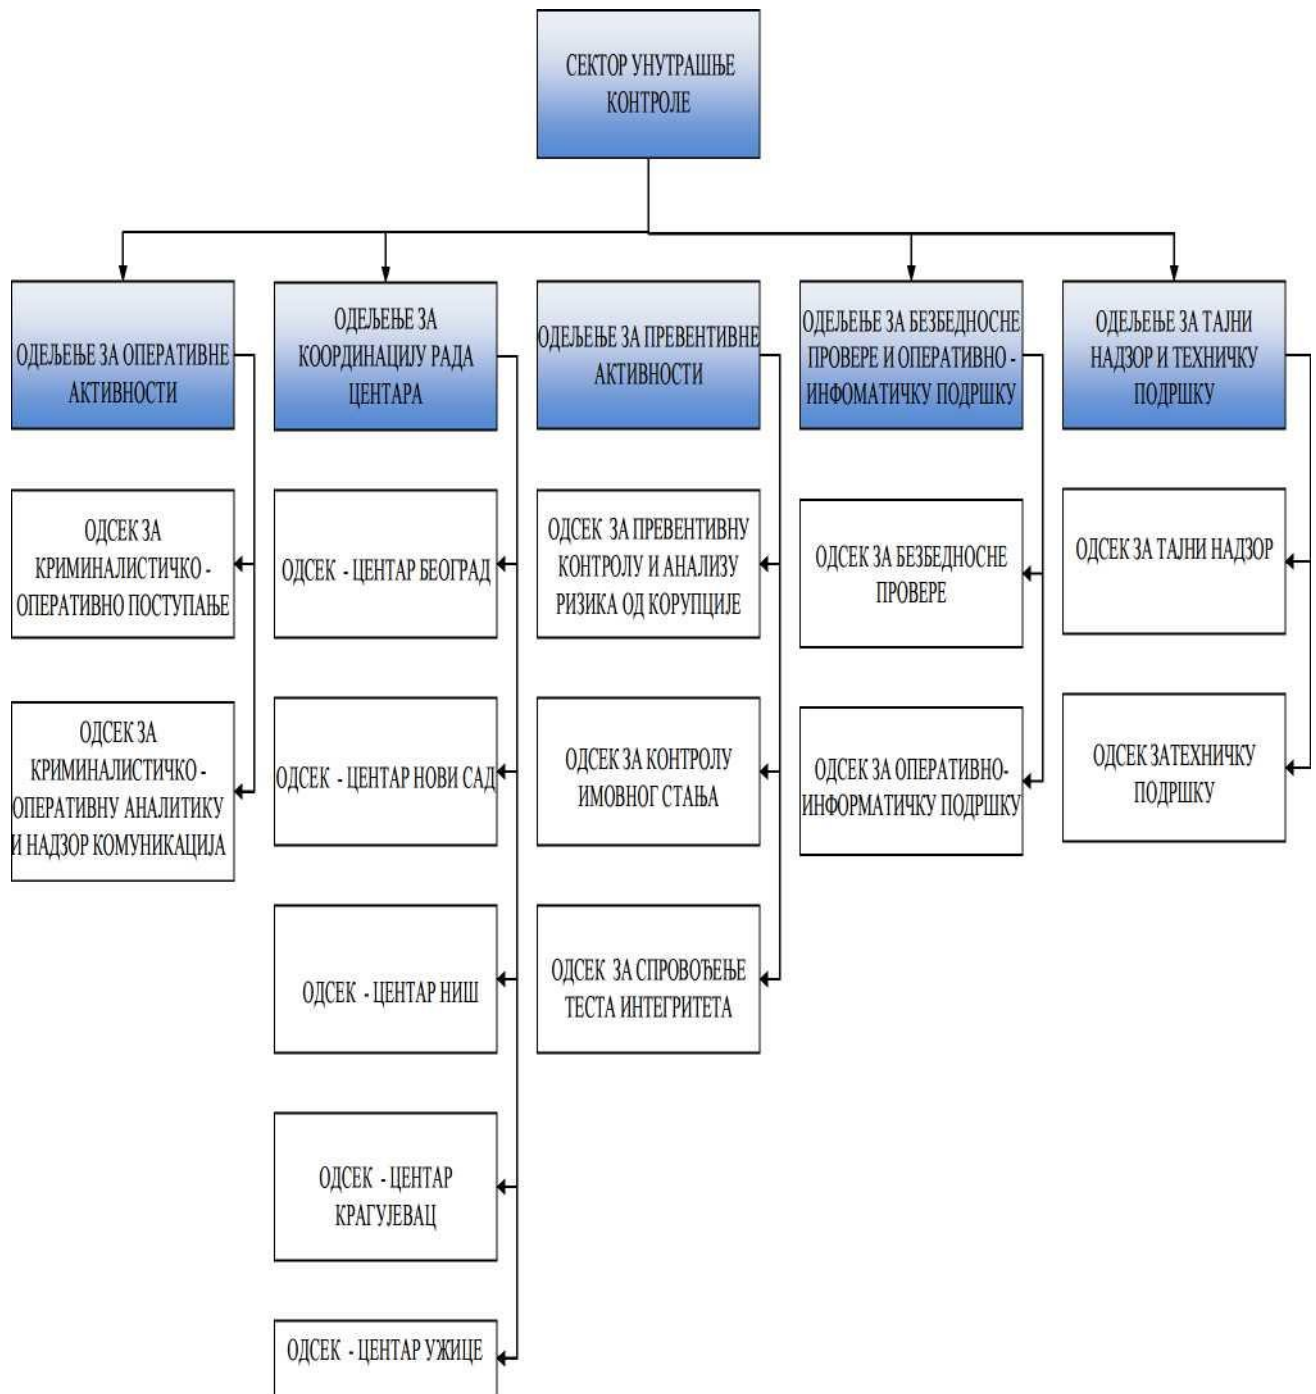 СЕКТОР УНУТРАШЊЕ
КОНТРОЛЕ
ОДЕЉЕЊЕ ЗА ОПЕРАТИВНЕ
АКТИВНОСТИ
ОДЕЉЕЊЕ ЗА
КООРДИНАЦИЈУ РАДА
ЦЕНТАРА
ОДЕЉЕЊЕ ЗА ПРЕВЕНТИВНЕ
АКТИВНОСТИ
ОДЕЉЕЊЕ ЗА БЕЗБЕДНОСНЕ
ПРОВЕРЕ И ОПЕРАТИВНО -
ИНФОМАТИЧКУ ПОДРШКУ
ОДЕЉЕЊЕ ЗА ТАЈНИ
НАДЗОР И ТЕХНИЧКУ
ПОДРШКУ
ОДСЕК ЗА
КРИМИНАЛИСТИЧКО -
ОПЕРАТИВНО ПОСТУПАЊЕ
ОДСЕК - ЦЕНТАР БЕОГРАД
ОДСЕК ЗА ПРЕВЕНТИВНУ
КОНТРОЛУ И АНАЛИЗУ
РИЗИКА ОД КОРУПЦИЈЕ
ОДСЕК ЗА БЕЗБЕДНОСНЕ
ПРОВЕРЕ
ОДСЕК ЗА ТАЈНИ НАДЗОР
ОДСЕК ЗА
КРИМИНАЛИСТИЧКО -
ОПЕРАТИВНУ АНАЛИТИКУ
И НАДЗОР КОМУНИКАЦИЈА
ОДСЕК - ЦЕНТАР НОВИ САД
ОДСЕК ЗА КОНТРОЛУ
ИМОВНОГ СТАЊА
ОДСЕК ЗА ОПЕРАТИВНО-
ИНФОРМАТИЧКУ ПОДРШКУ
ОДСЕК ЗАТЕХНИЧКУ
ПОДРШКУ
ОДСЕК - ЦЕНТАР НИШ
ОДСЕК ЗА СПРОВОЂЕЊЕ
ТЕСТА ИНТЕГРИТЕТА
ОДСЕК - ЦЕНТАР
КРАГУЈЕВАЦ
ОДСЕК - ЦЕНТАР УЖИЦЕ